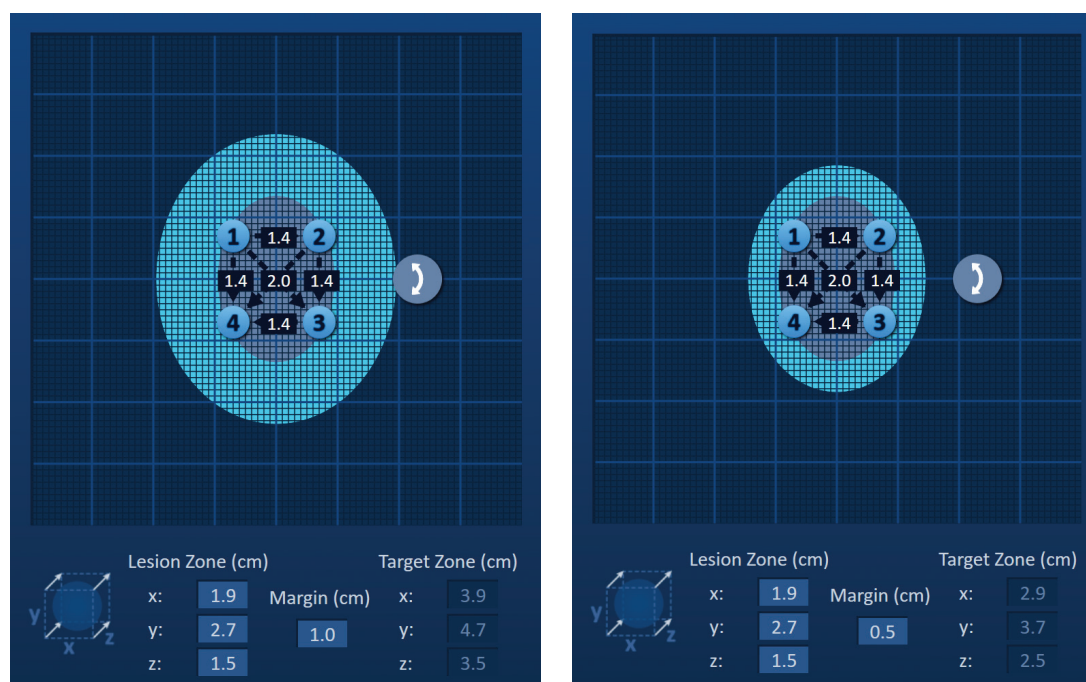 1 1.4 2
1.4 2.0 1.4
4 1.4 3
Lesion Zone (cm) Target Zone (cm)
x: 1.9 Margin (cm) x: 3.9
y: 2.7 1.0 y: 4.7
z: 1.5 z: 3.5
y
x
z
1 1.4 2
1.4 2.0 1.4
4 1.4 3
Lesion Zone (cm) Target Zone (cm)
x: 1.9 Margin (cm) x: 2.9
y: 2.7 0.5 y: 3.7
z: 1.5 z: 2.5
y
x
z